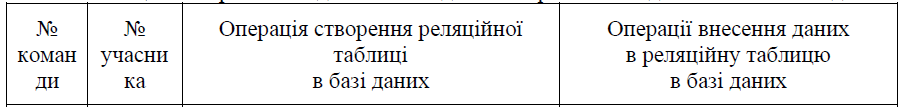 №
коман
ди
№
учасни
ка
Операція створення реляційної
таблиці
в базі даних
Операції внесення даних
в реляційну таблицю
в базі даних